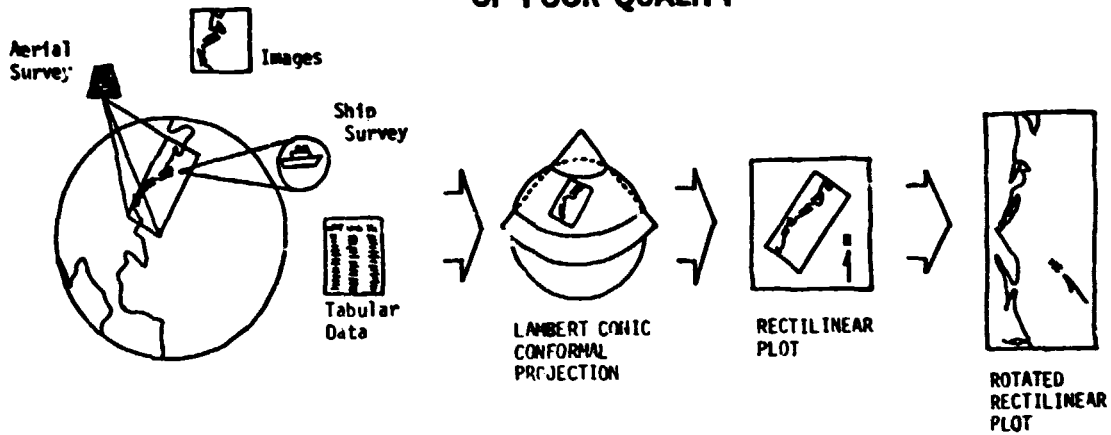 OF POOR QUALITY
Aerial
Survey
Images
Ship
Survey
Tabular
Data
LAMBERT CONIC
CONFORMAL
PROJECTION
RECTILINEAR
PLOT
N
ROTATED
RECTILINEAR
PLOT